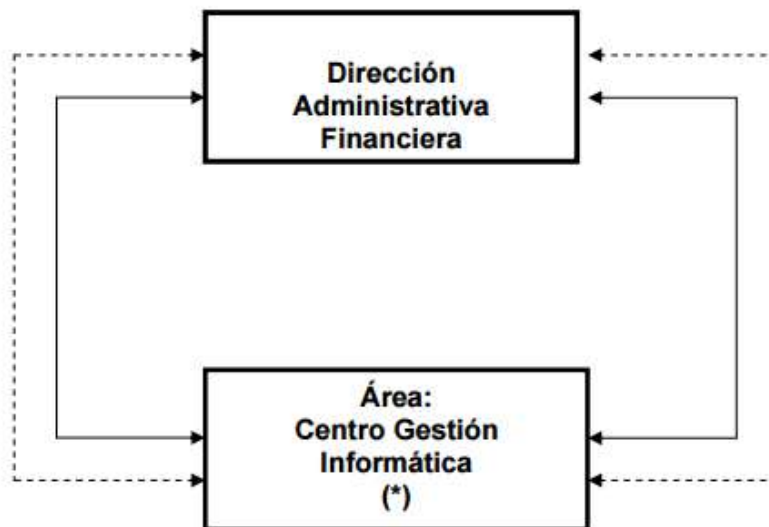 Dirección
Administrativa
Financiera
Área:
Centro Gestión
Informática
(*)